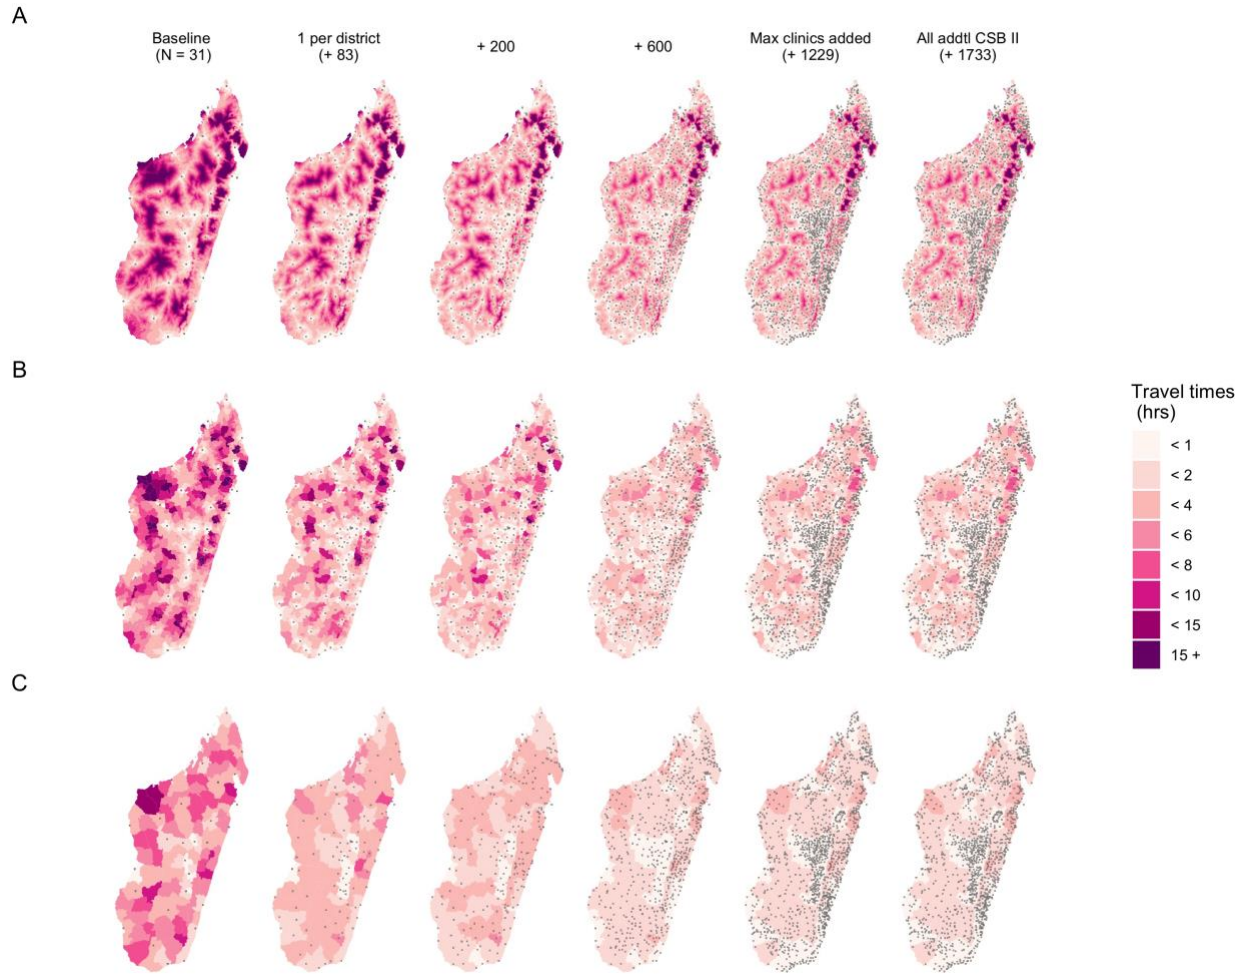 A
Baseline
(N = 31)
1 per district
(+ 83)
+ 200
+ 600
Max clinics added
(+ 1229)
All addtl CSB II
(+ 1733)
B
Travel times
(hrs)
< 1
< 2
< 4
< 6
< 8
< 10
< 15
15 +
C